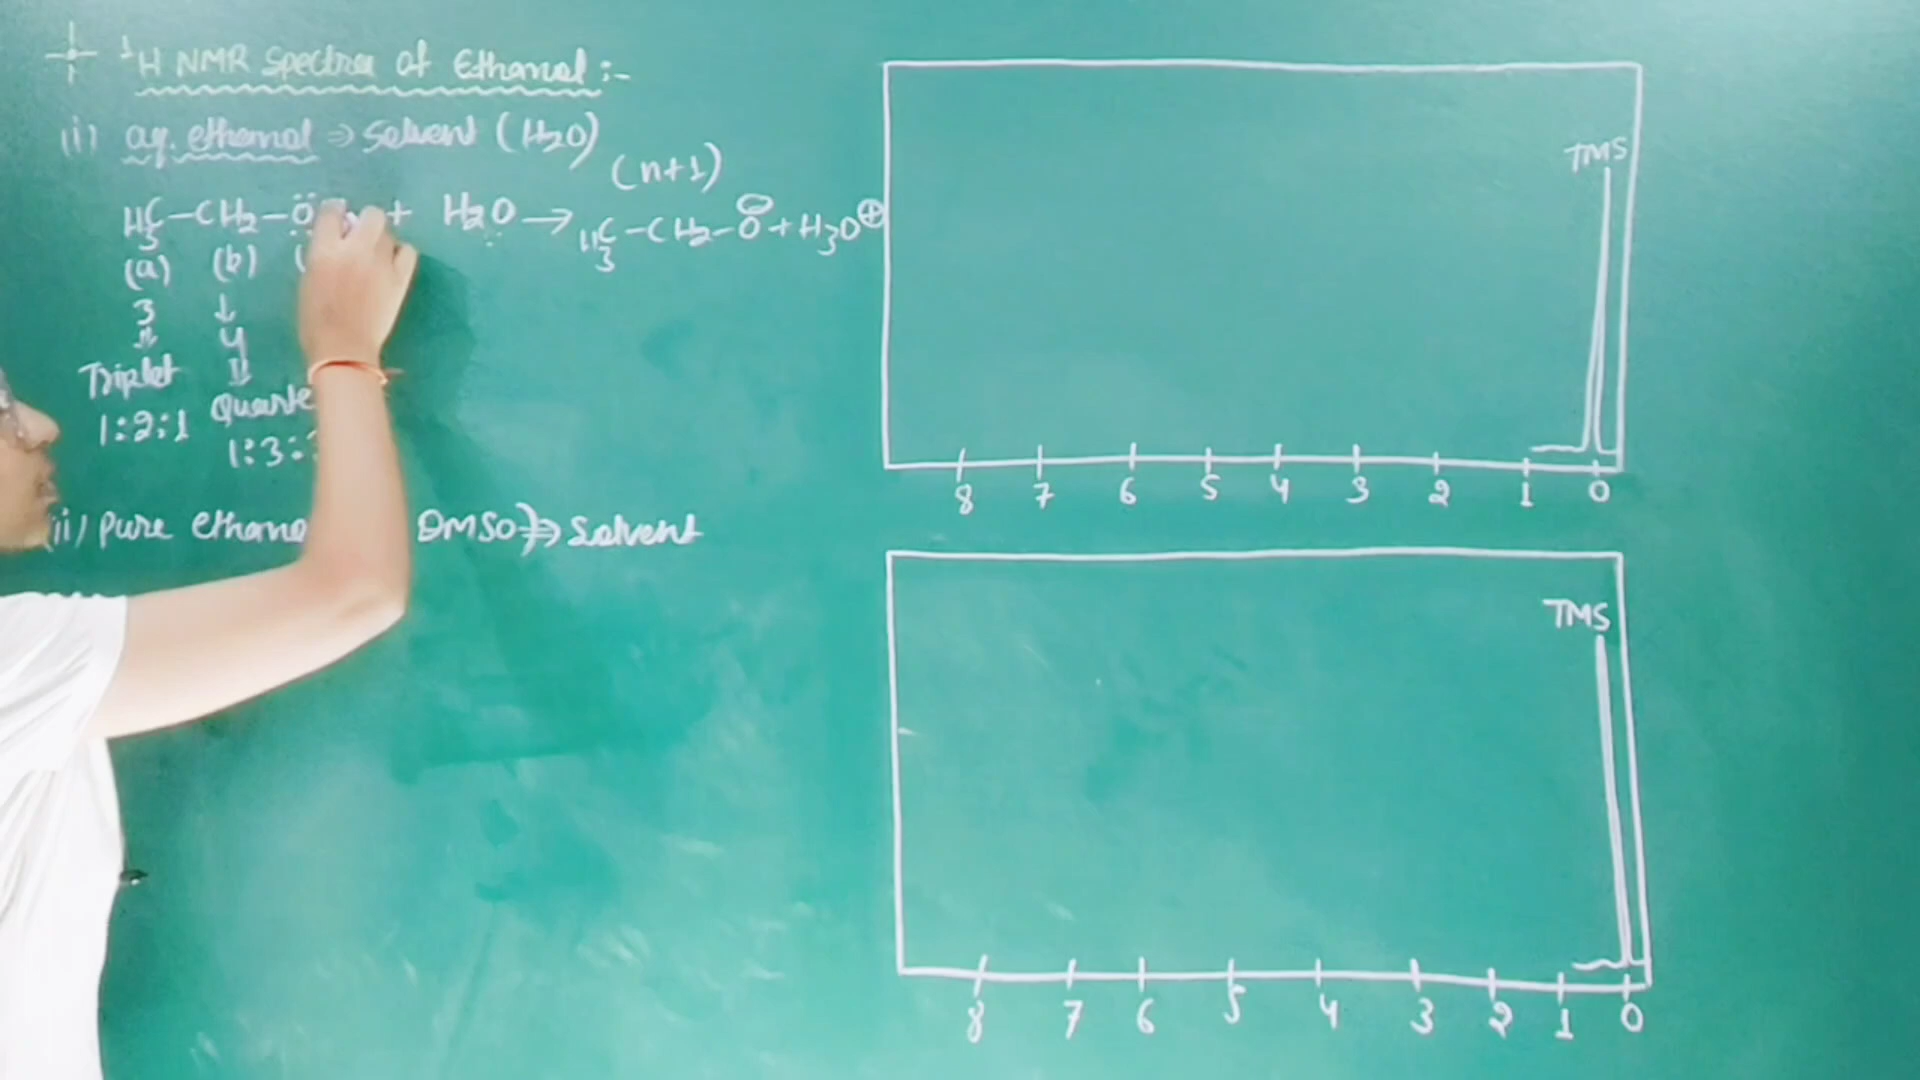 ¹H NMR Spectra of Ethanol :-
(i) aq. ethanol ⇒ Solvent (H2O)
(n+1)
H3C-CH2-Ö + H2O → H3C-CH2-O⊖ + H3O⊕
(a) (b) (
3 ↓
⇓ 4
Triplet ⇓
1:2:1 Quarte
1:3:
(ii) pure ethano DMSO) ⇒ Solvent
TMS
8 7 6 5 4 3 2 1 0
TMS
8 7 6 5 4 3 2 1 0